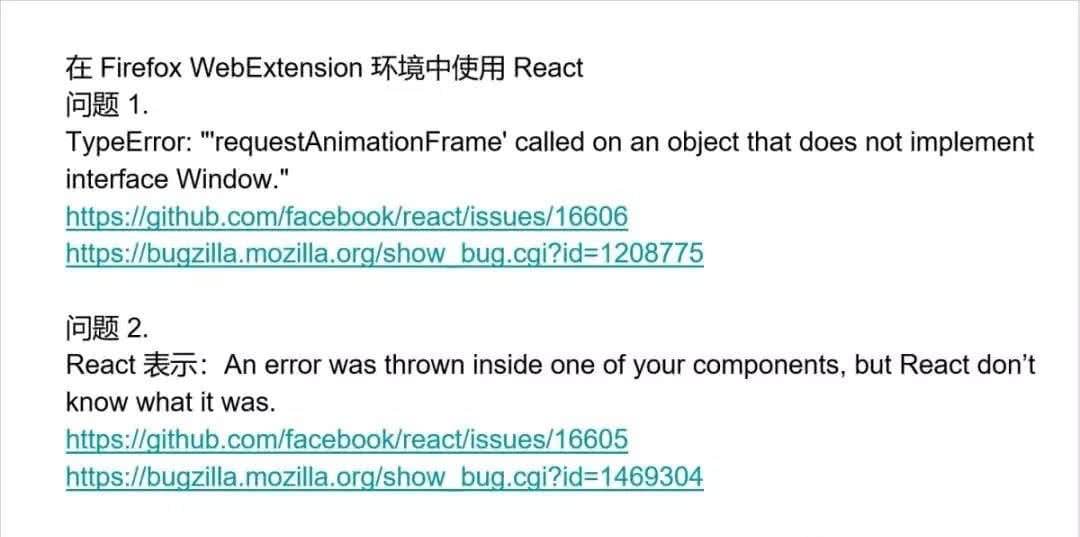 在 Firefox WebExtension 环境中使用 React
问题 1.
TypeError: "'requestAnimationFrame' called on an object that does not implement
interface Window."
https://github.com/facebook/react/issues/16606
https://bugzilla.mozilla.org/show_bug.cgi?id=1208775
问题 2.
React 表示：An error was thrown inside one of your components, but React don’t
know what it was.
https://github.com/facebook/react/issues/16605
https://bugzilla.mozilla.org/show_bug.cgi?id=1469304